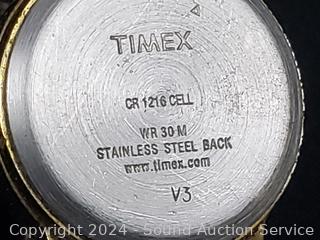 TIMEX
CR 1216 CELL
WR 30 M
STAINLESS STEEL BACK
www.timex.com
V3
Copyright 2024 - Sound Auction Service